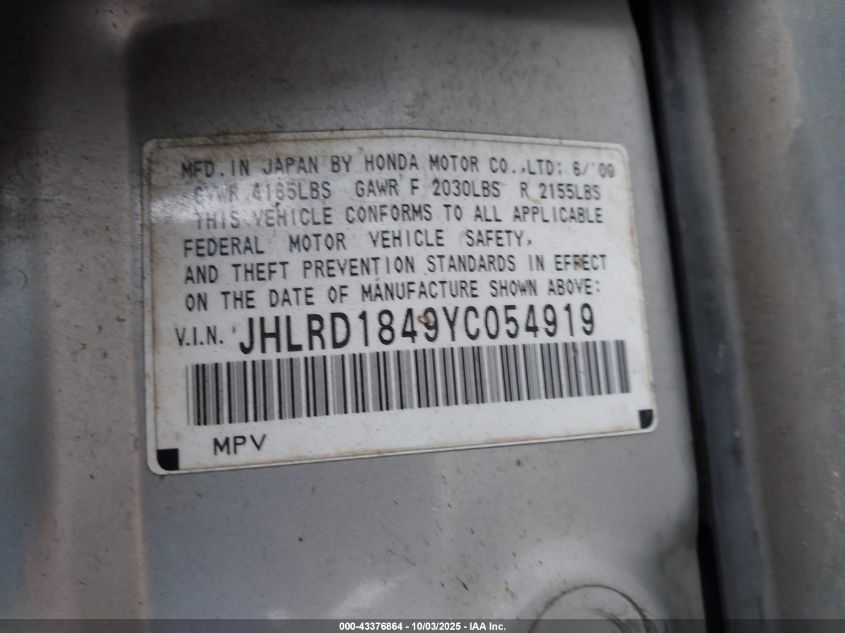 MFD. IN JAPAN BY HONDA MOTOR CO., LTD: 6/'00
GVWR 4165LBS GAWR F 2030LBS R 2155LBS
THIS VEHICLE CONFORMS TO ALL APPLICABLE
FEDERAL MOTOR VEHICLE SAFETY,
AND THEFT PREVENTION STANDARDS IN EFFECT
ON THE DATE OF MANUFACTURE SHOWN ABOVE:
V.I.N. JHLRD1849YC054919
MPV
000-43376864 - 10/03/2025 - IAA Inc.